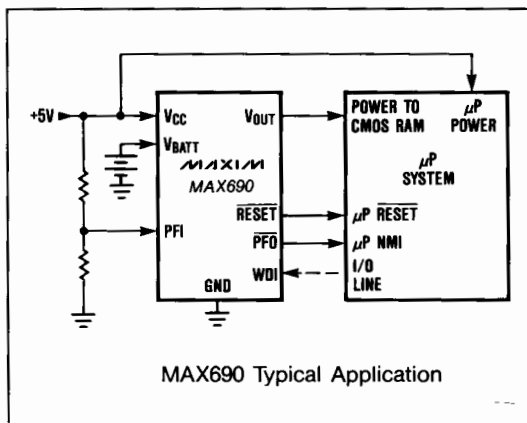 +5V
VCC
VBATT
PFI
VOUT
MAXIM
MAX690
RESET
PFO
WDI
GND
POWER TO
CMOS RAM
μP
POWER
μP
SYSTEM
μP RESET
μP NMI
I/O
LINE
MAX690 Typical Application